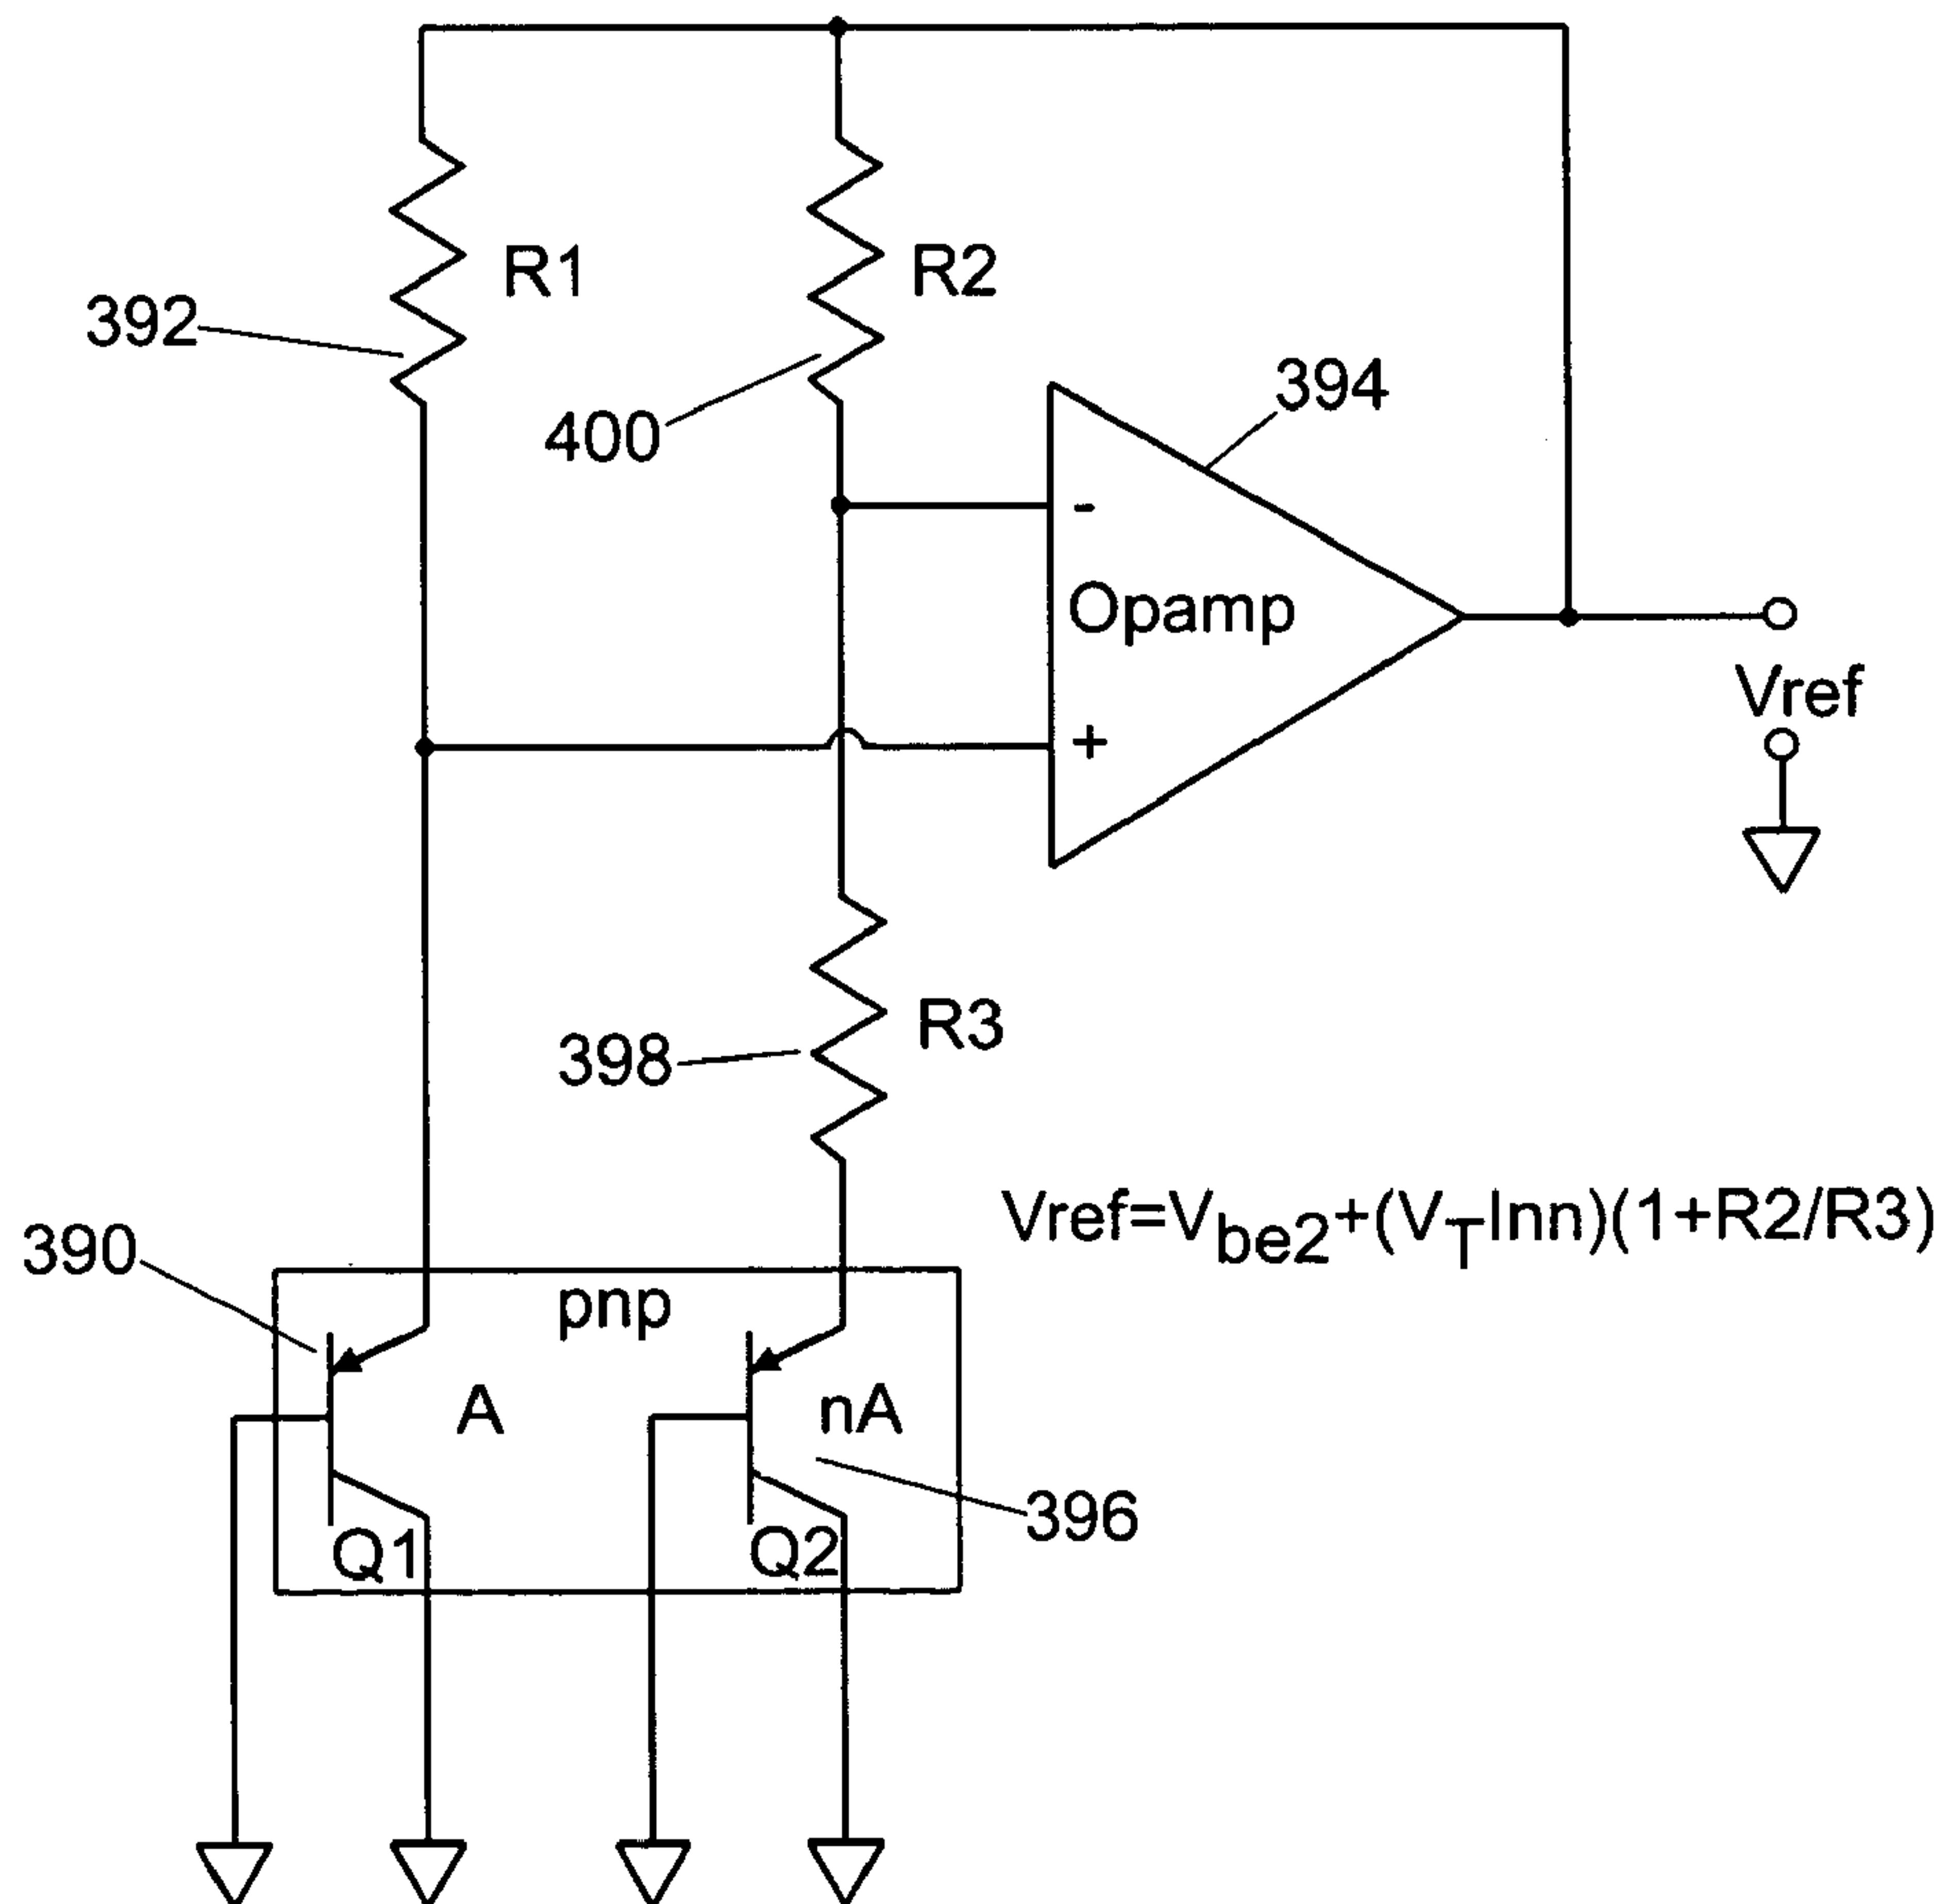 R1
R2
392
394
400
-
Opamp
Vref
+
R3
398
Vref=Vbe2+(VTlnn)(1+R2/R3)
390
pnp
A
nA
396
Q1
Q2